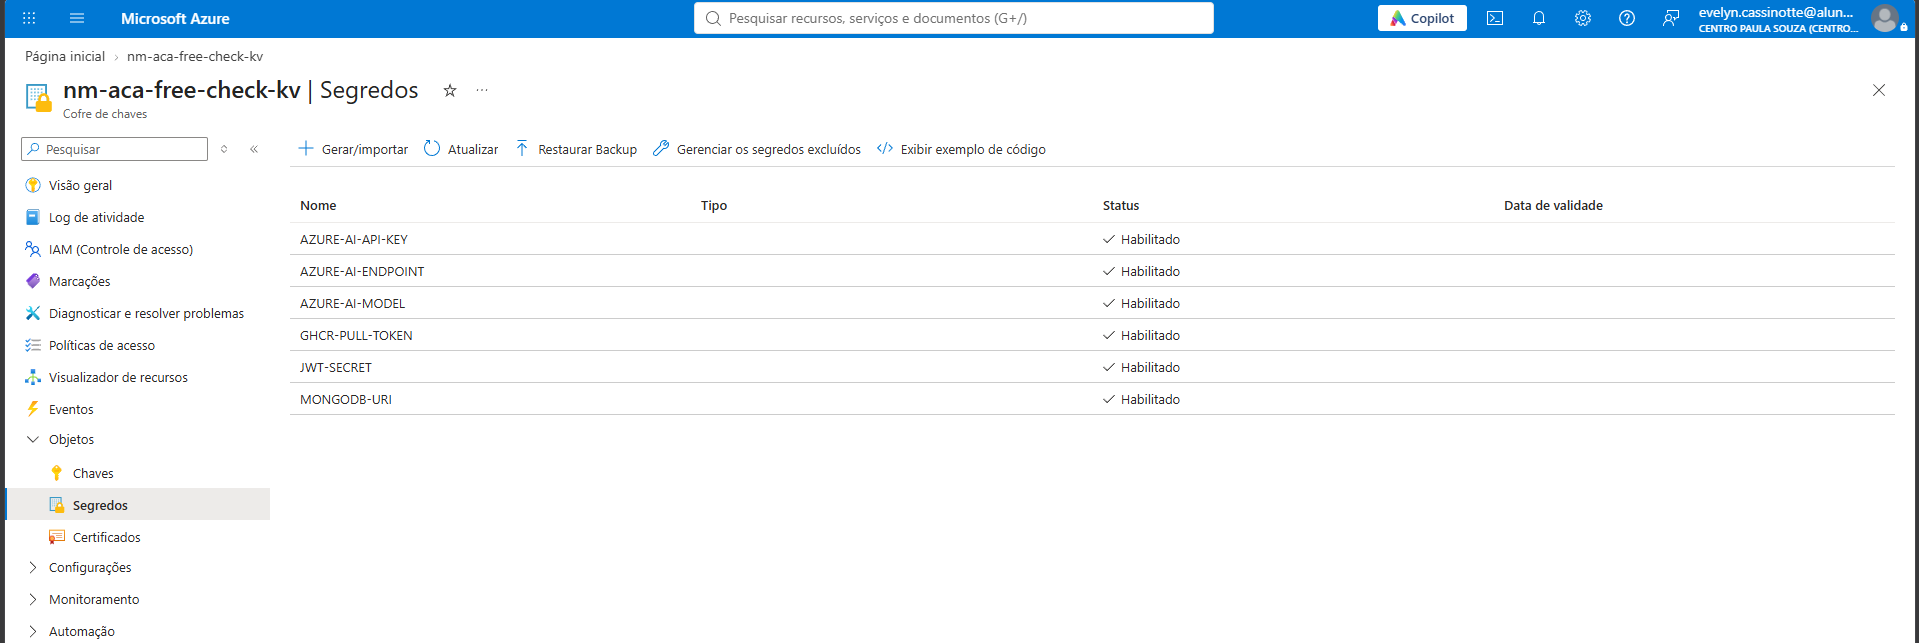 Microsoft Azure
Pesquisar recursos, serviços e documentos (G+/)
Copilot
evelyn.cassinotte@alun...
CENTRO PAULA SOUZA (CENTRO...
Página inicial > nm-aca-free-check-kv
nm-aca-free-check-kv | Segredos
Cofre de chaves
Pesquisar
Gerar/importar
Atualizar
Restaurar Backup
Gerenciar os segredos excluídos
Exibir exemplo de código
Visão geral
Log de atividade
IAM (Controle de acesso)
Marcações
Diagnosticar e resolver problemas
Políticas de acesso
Visualizador de recursos
Eventos
Objetos
Chaves
Segredos
Certificados
Configurações
Monitoramento
Automação
Nome Tipo Status Data de validade
AZURE-AI-API-KEY Habilitado
AZURE-AI-ENDPOINT Habilitado
AZURE-AI-MODEL Habilitado
GHCR-PULL-TOKEN Habilitado
JWT-SECRET Habilitado
MONGODB-URI Habilitado